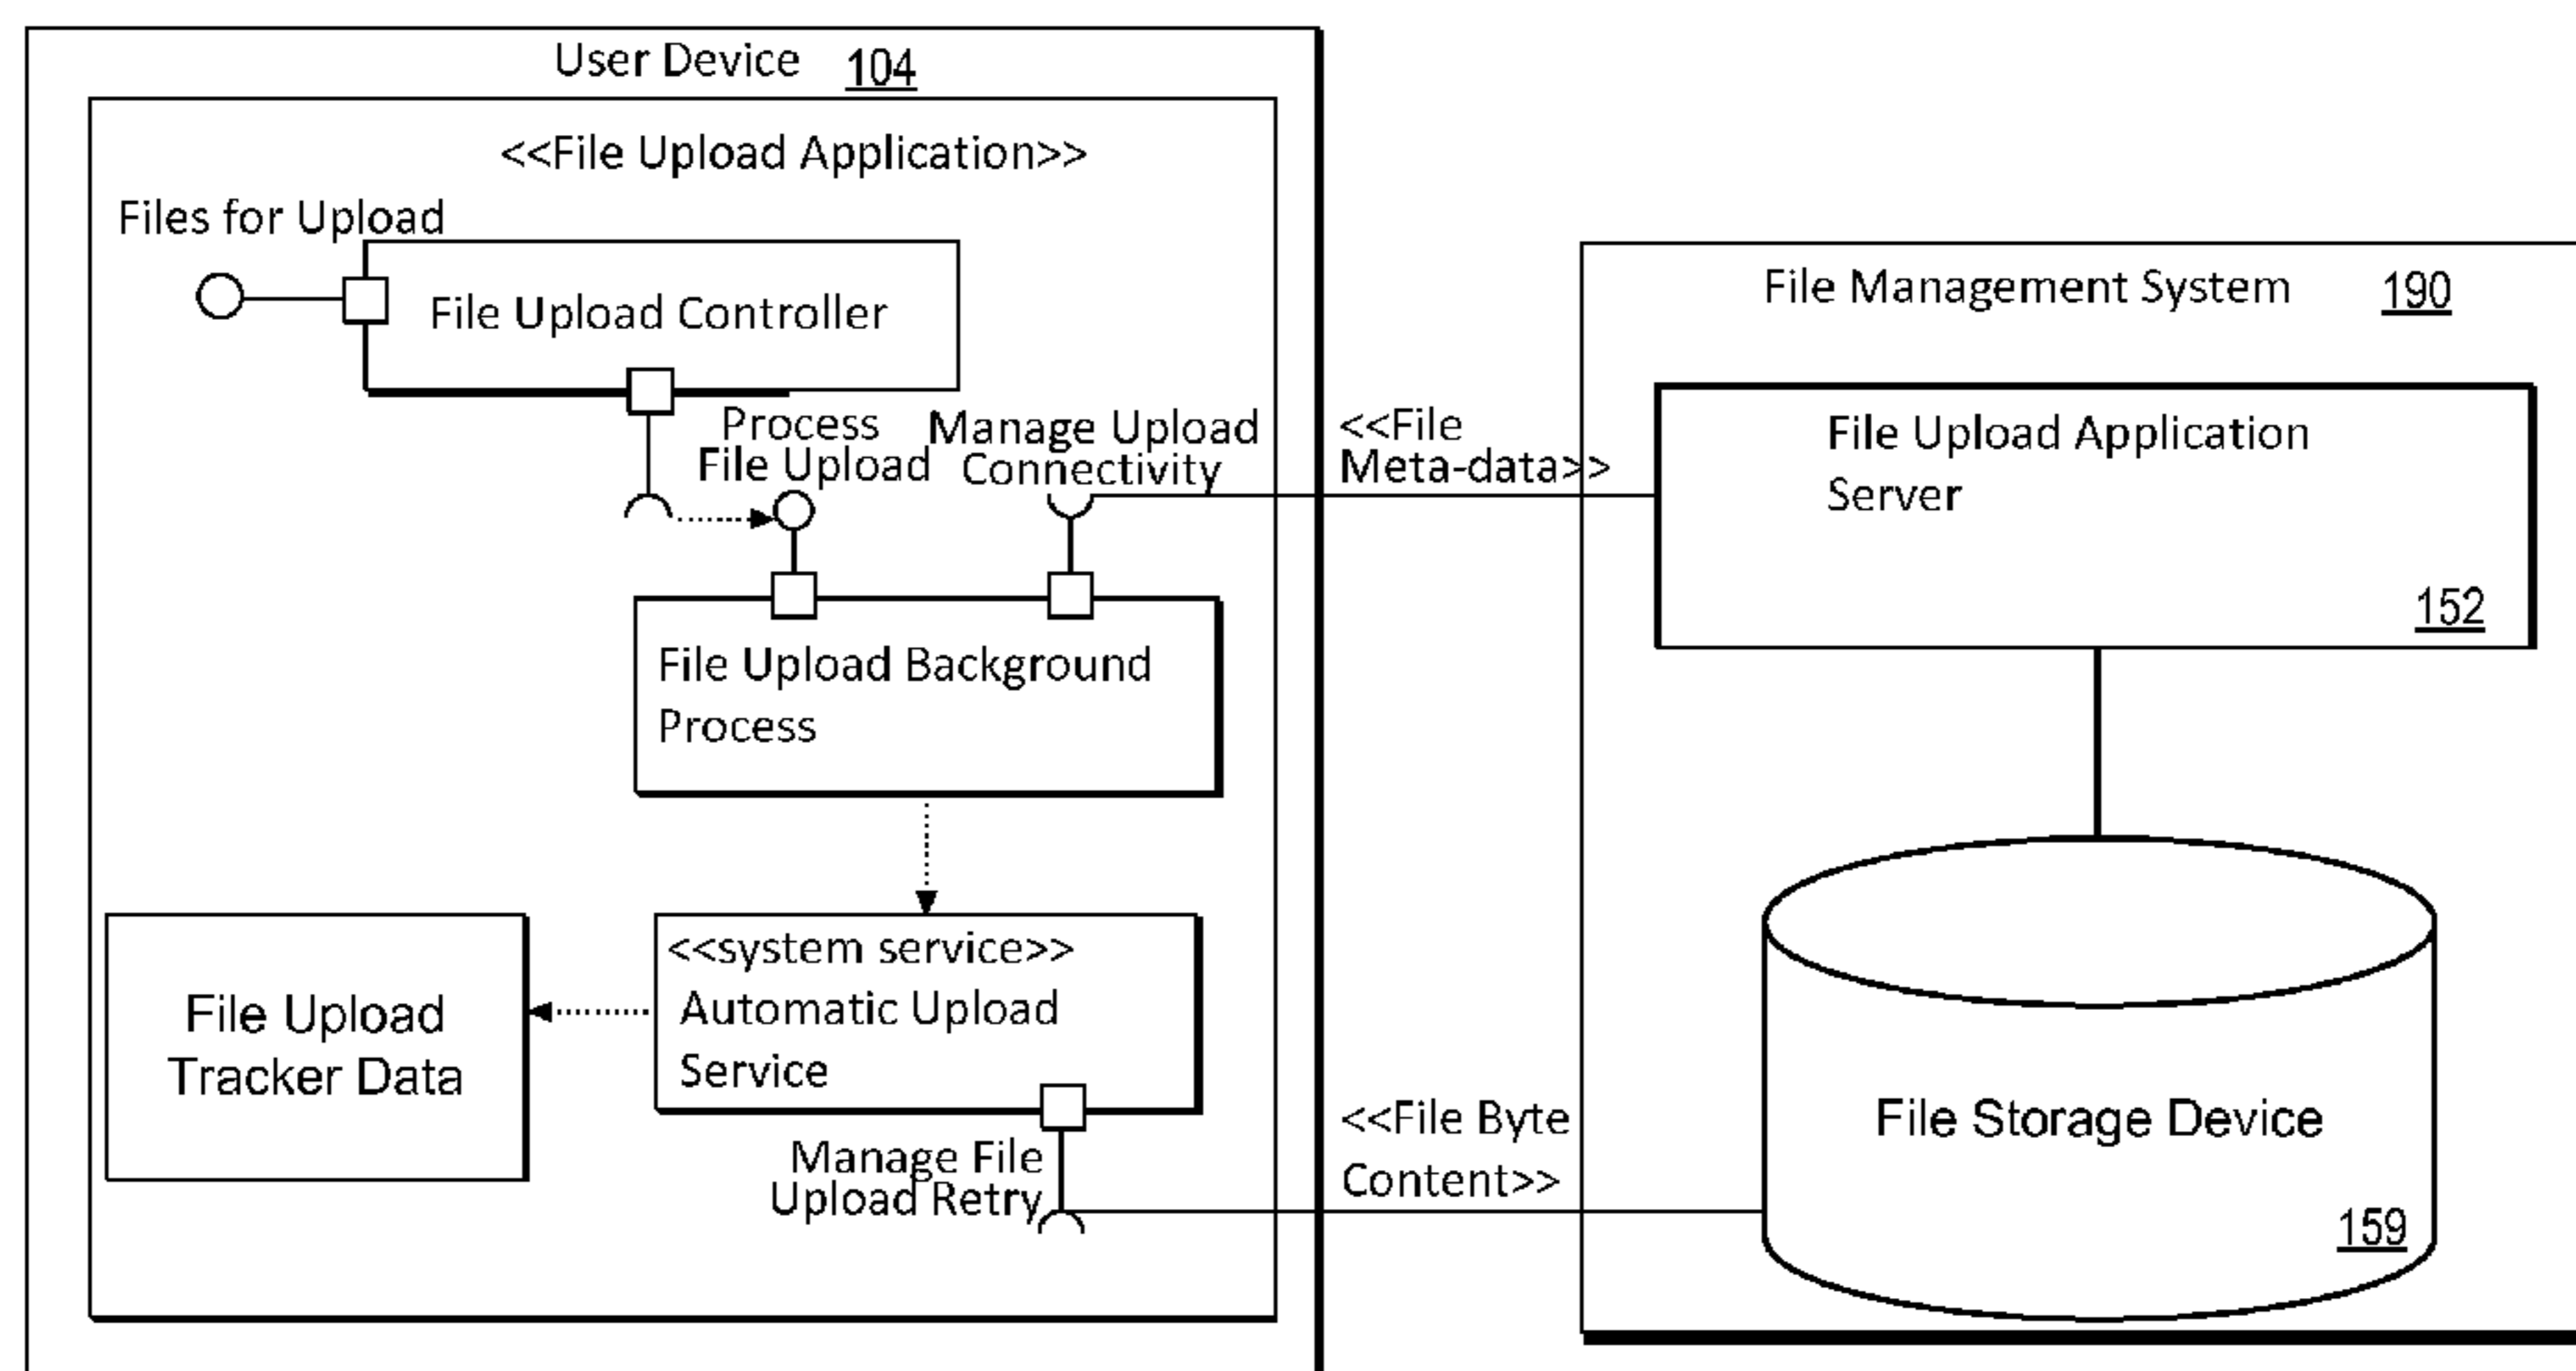 User Device 104
<<File Upload Application>>
Files for Upload
File Upload Controller
Process
File Upload
Manage Upload
Connectivity
File Upload Background
Process
<<system service>>
Automatic Upload
Service
File Upload
Tracker Data
Manage File
Upload Retry
<<File
Meta-data>>
<<File Byte
Content>>
File Management System 190
File Upload Application
Server
152
File Storage Device
159